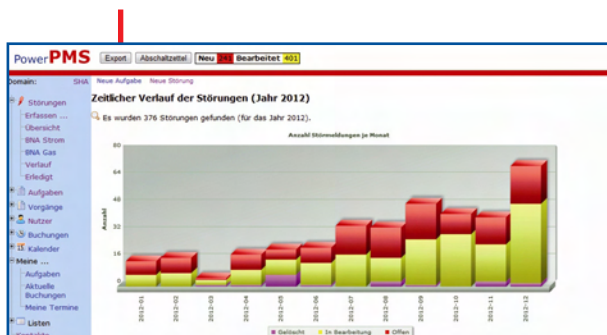 PowerPMS Export Abschaltzettel Neu 241 Bearbeitet 401
Domain: SHA Neue Aufgabe Neue Störung
Störungen
Erfassen ...
Übersicht
BNA Strom
BNA Gas
Verlauf
Erledigt
Aufgaben
Vorgänge
Nutzer
Buchungen
Kalender
Meine ...
Aufgaben
Aktuelle
Buchungen
Meine Termine
Listen
Kontakte
Zeitlicher Verlauf der Störungen (Jahr 2012)
Es wurden 376 Störungen gefunden (für das Jahr 2012).
Anzahl Störmeldungen je Monat
Anzahl
80
64
48
32
16
0
2012-01
2012-02
2012-03
2012-04
2012-05
2012-06
2012-07
2012-08
2012-09
2012-10
2012-11
2012-12
Gelöscht In Bearbeitung Offen